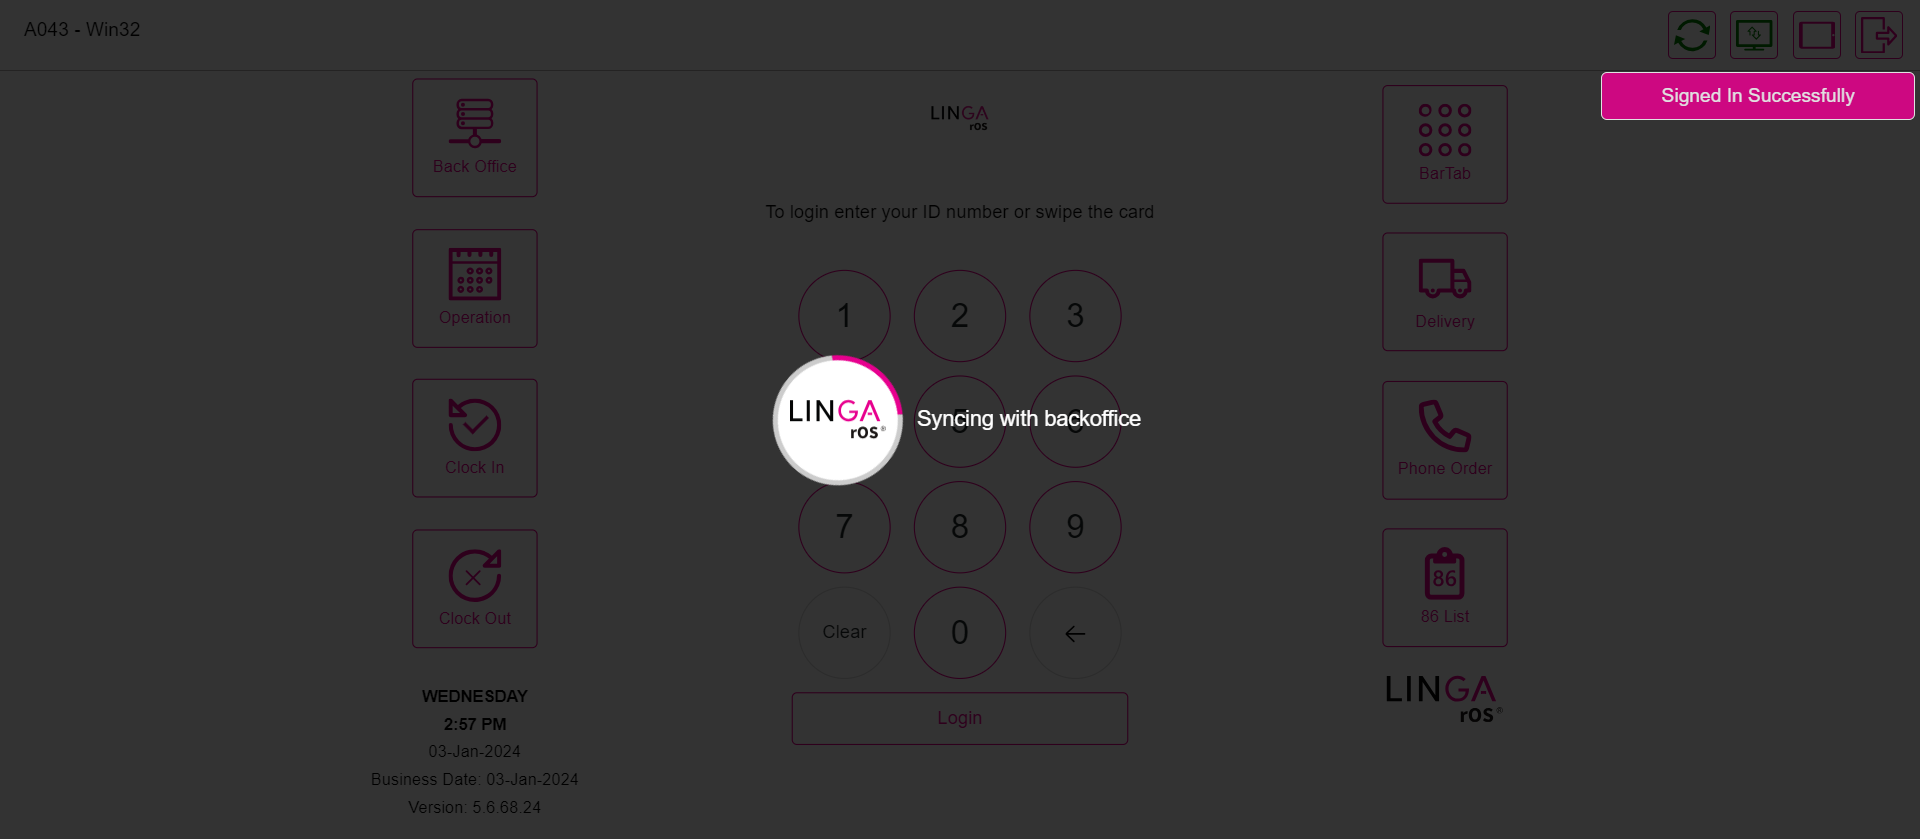 A043 - Win32
Signed In Successfully
Back Office
LINGA
rOS
BarTab
To login enter your ID number or swipe the card
Operation
Delivery
1
2
3
LINGA
rOS®
Syncing with backoffice
Clock In
Phone Order
7
8
9
Clock Out
86
86 List
Clear
0
←
LINGA
rOS®
Login
WEDNESDAY
2:57 PM
03-Jan-2024
Business Date: 03-Jan-2024
Version: 5.6.68.24